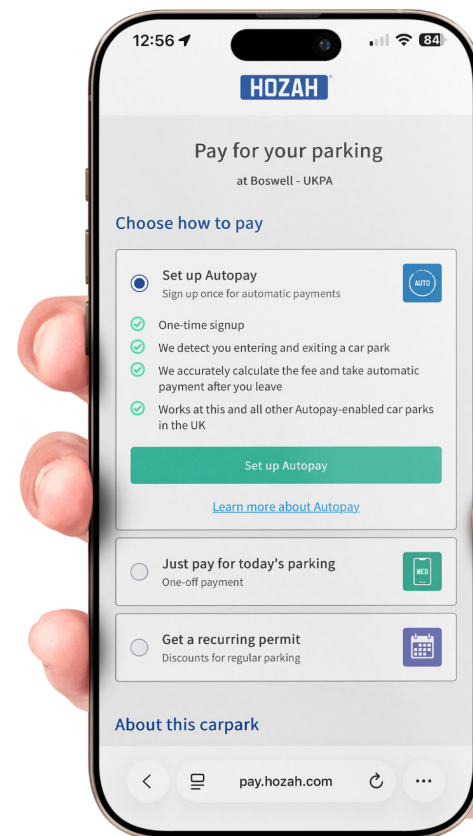 12:56
84
HOZAH
Pay for your parking
at Boswell - UKPA
Choose how to pay
Set up Autopay
Sign up once for automatic payments
AUTO
One-time signup
We detect you entering and exiting a car park
We accurately calculate the fee and take automatic
payment after you leave
Works at this and all other Autopay-enabled car parks
in the UK
Set up Autopay
Learn more about Autopay
Just pay for today's parking
One-off payment
WEB
Get a recurring permit
Discounts for regular parking
About this carpark
pay.hozah.com